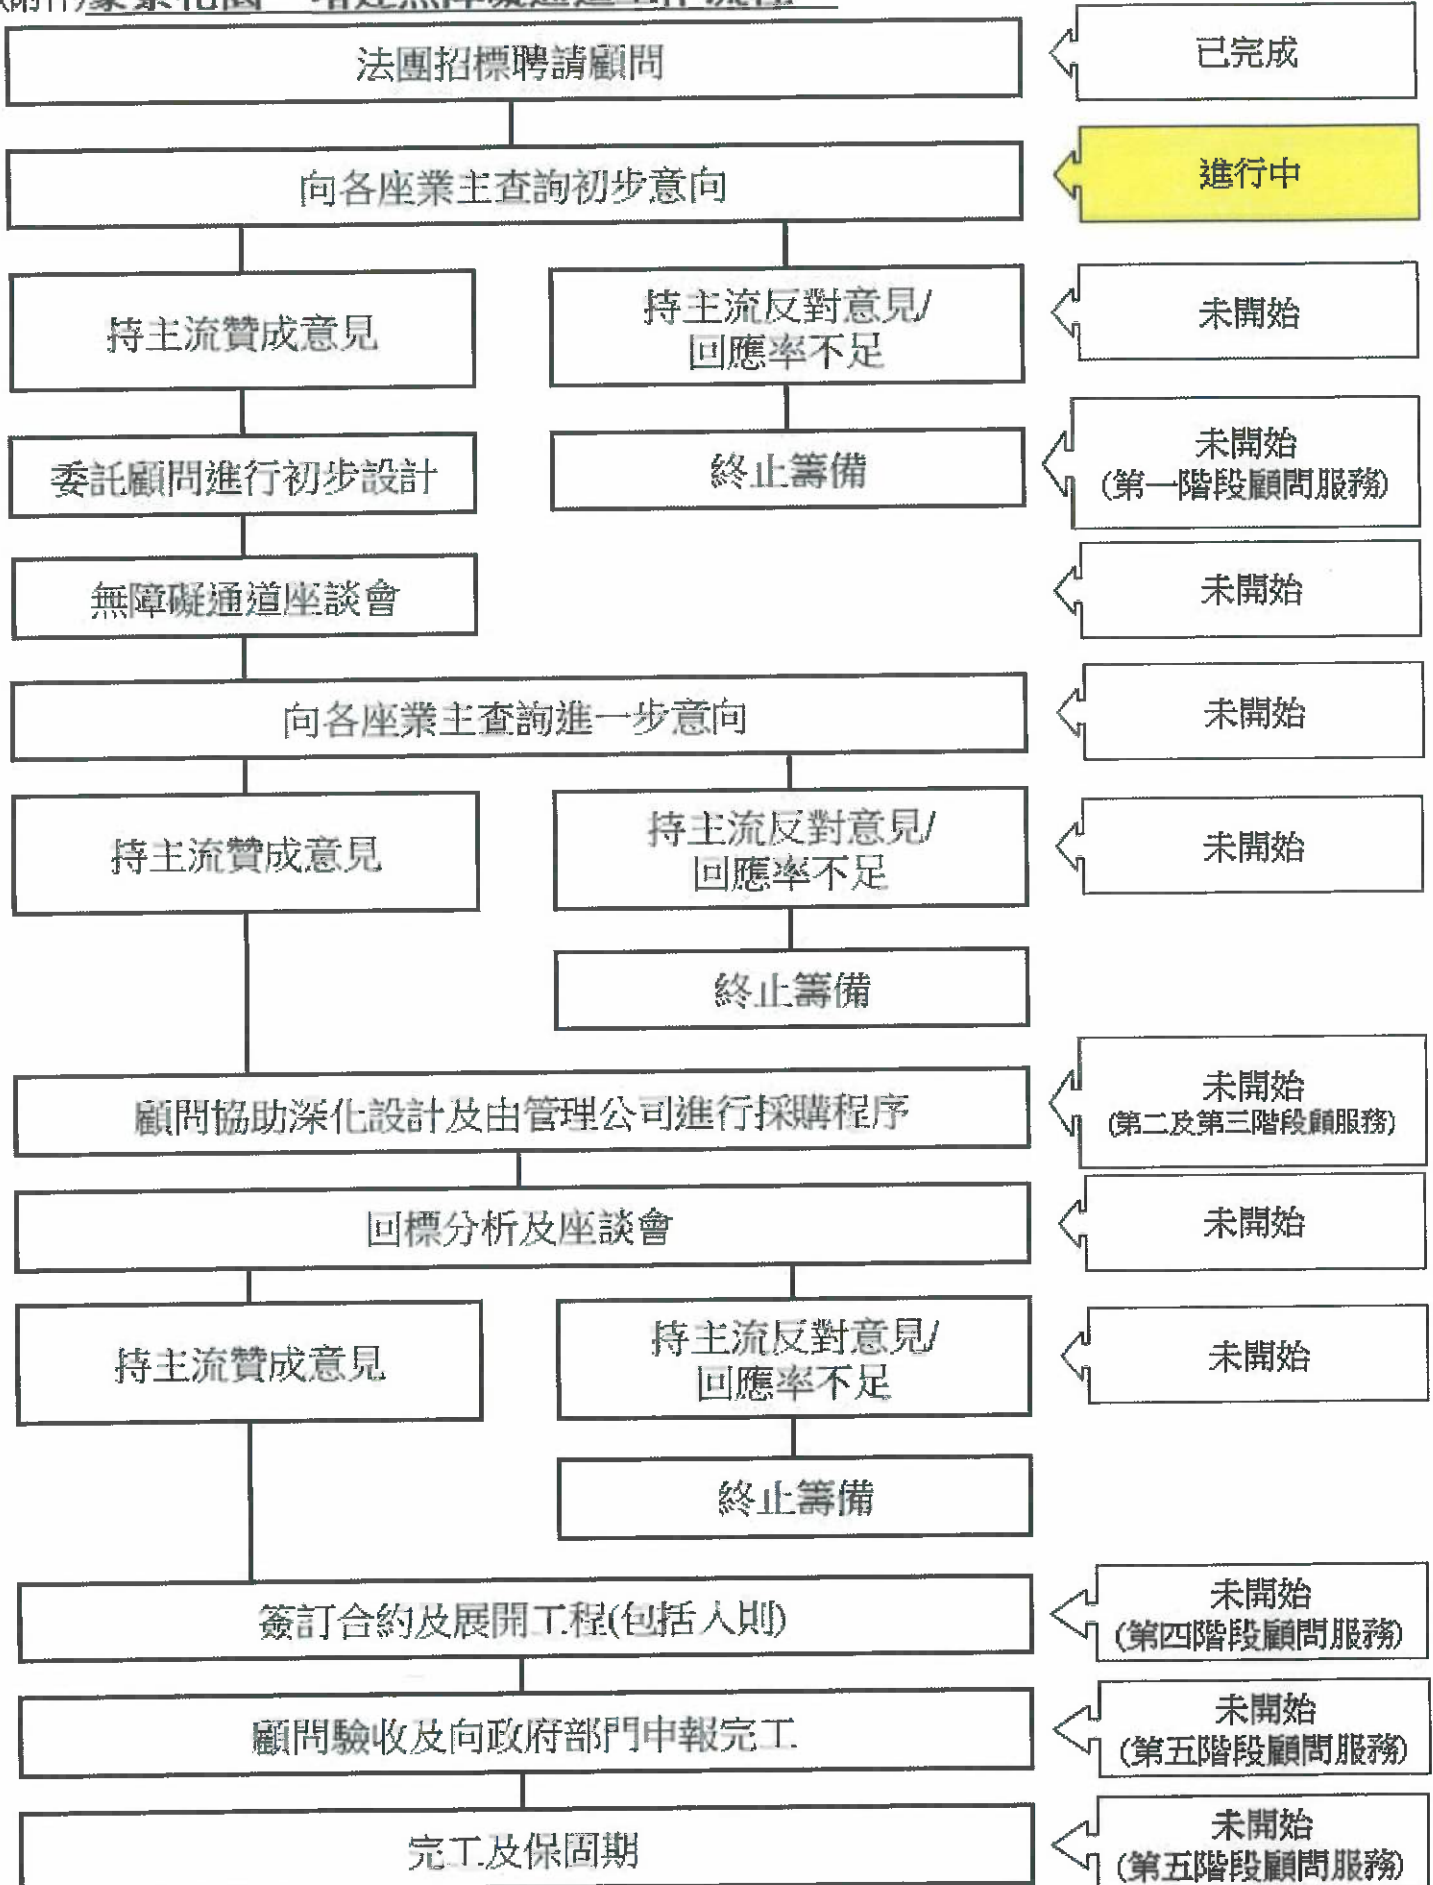 法團招標聘請顧問
已完成
向各座業主查詢初步意向
進行中
持主流贊成意見
持主流反對意見/
回應率不足
未開始
委託顧問進行初步設計
終止籌備
未開始
(第一階段顧問服務)
無障礙通道座談會
未開始
向各座業主查詢進一步意向
未開始
持主流贊成意見
持主流反對意見/
回應率不足
未開始
終止籌備
顧問協助深化設計及由管理公司進行採購程序
未開始
(第二及第三階段顧服務)
回標分析及座談會
未開始
持主流贊成意見
持主流反對意見/
回應率不足
未開始
終止籌備
簽訂合約及展開工程(包括入則)
未開始
(第四階段顧問服務)
顧問驗收及向政府部門申報完工
未開始
(第五階段顧問服務)
完工及保固期
未開始
(第五階段顧問服務)